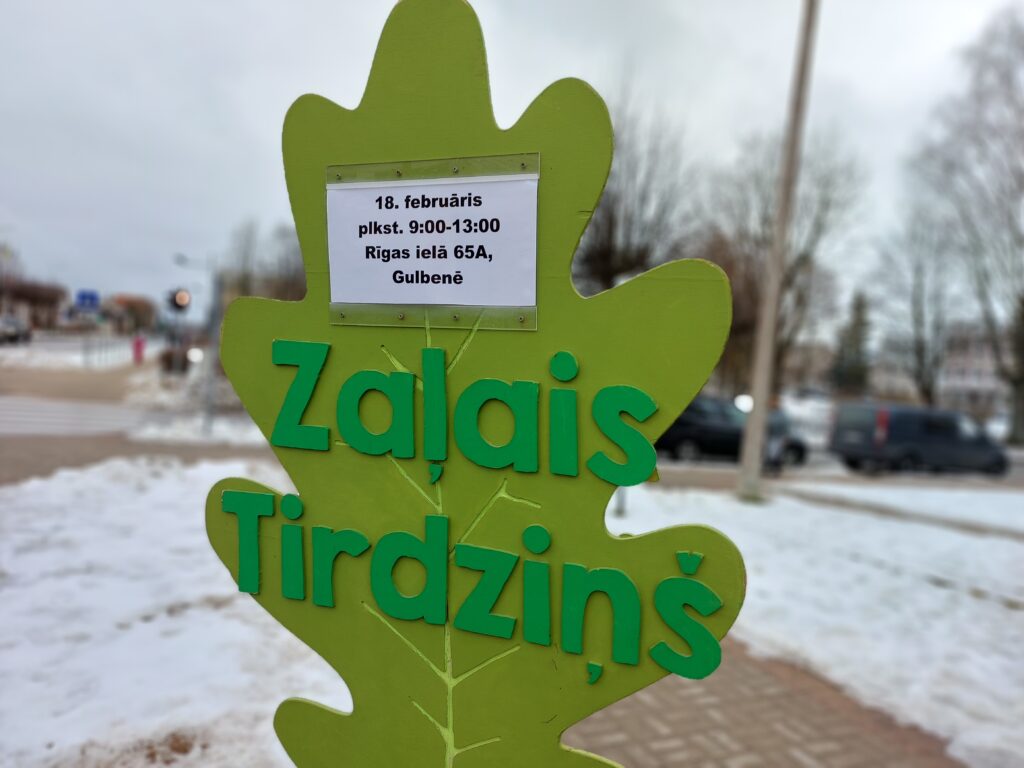 18. februāris
plkst. 9:00-13:00
Rīgas ielā 65A,
Gulbenē
Zaļais
Tirdziņš